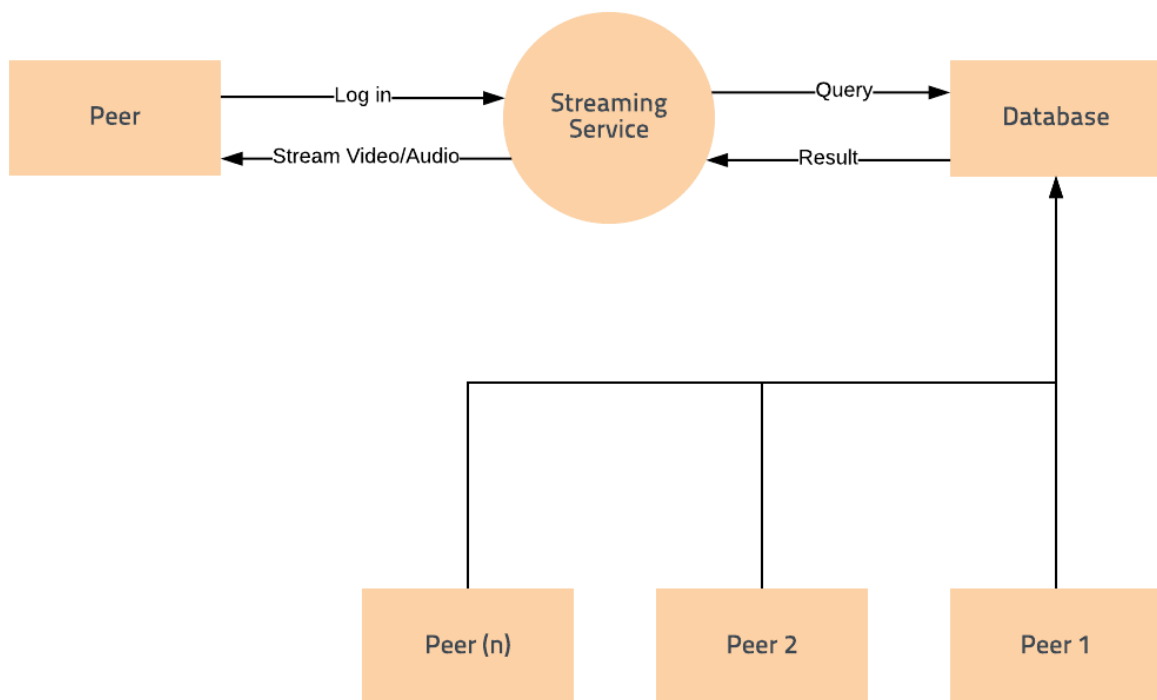 Peer
Log in
Stream Video/Audio
Streaming
Service
Query
Result
Database
Peer (n)
Peer 2
Peer 1